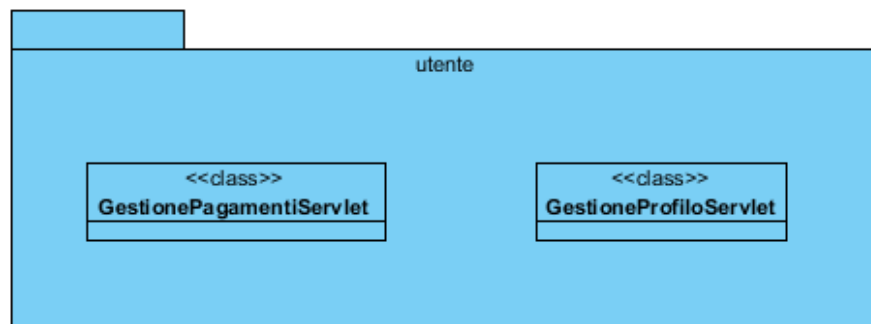 utente
<<class>>
GestionePagamentiServlet
<<class>>
GestioneProfiloServlet